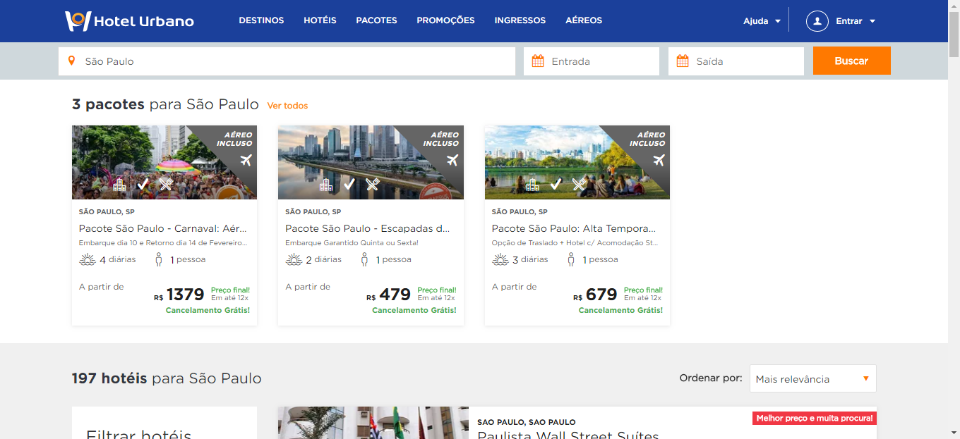 Hotel Urbano
DESTINOS HOTÉIS PACOTES PROMOÇÕES INGRESSOS AÉREOS
Ajuda Entrar
São Paulo Entrada Saída Buscar
3 pacotes para São Paulo Ver todos
AÉREO
INCLUSO
SÃO PAULO, SP
Pacote São Paulo - Carnaval: Aér...
Embarque dia 10 e Retorno dia 14 de Fevereiro...
4 diárias 1 pessoa
A partir de
R$ 1379
Preço final!
Em até 12x
Cancelamento Grátis!
AÉREO
INCLUSO
SÃO PAULO, SP
Pacote São Paulo - Escapadas d...
Embarque Garantido Quinta ou Sexta!
2 diárias 1 pessoa
A partir de
R$ 479
Preço final!
Em até 12x
Cancelamento Grátis!
AÉREO
INCLUSO
SÃO PAULO, SP
Pacote São Paulo: Alta Tempora...
Opção de Traslado + Hotel c/ Acomodação St...
3 diárias 1 pessoa
A partir de
R$ 679
Preço final!
Em até 12x
Cancelamento Grátis!
197 hotéis para São Paulo
Ordenar por: Mais relevância
Filtrar hotéis
SAO PAULO, SAO PAULO
Paulista Wall Street Suítes
Melhor preço e muita procura!